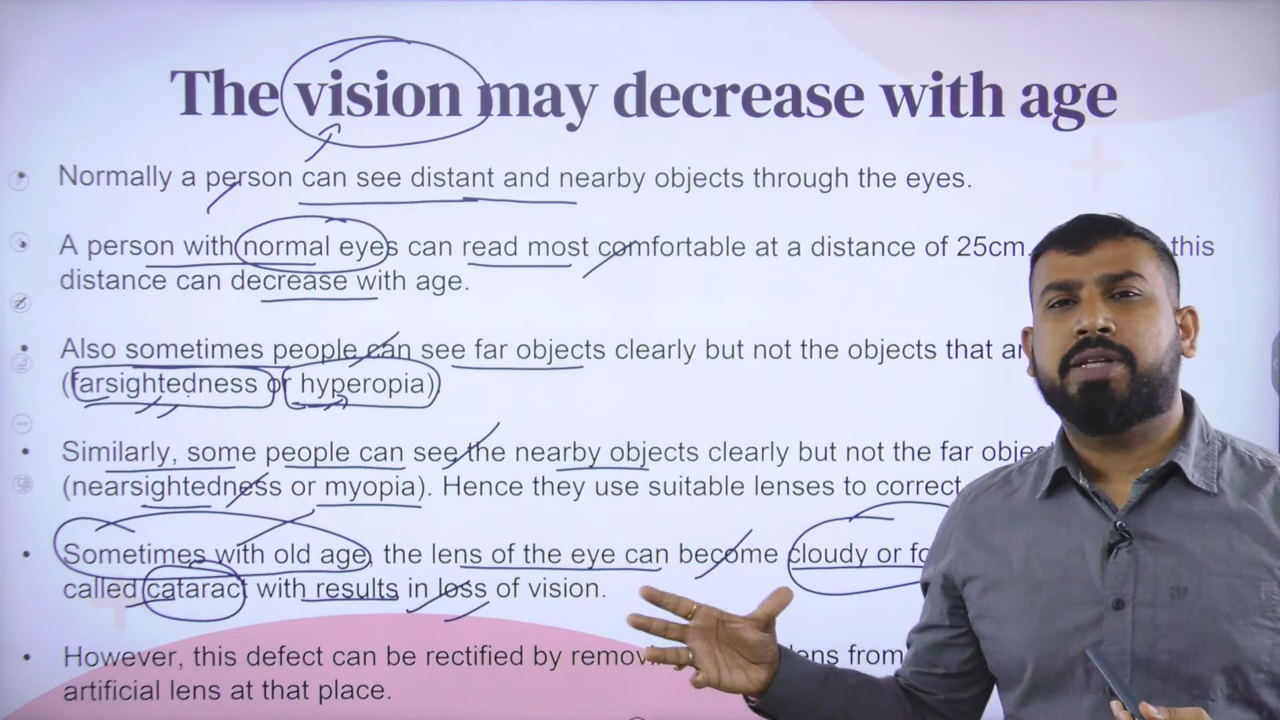 The vision may decrease with age
• Normally a person can see distant and nearby objects through the eyes.
• A person with normal eyes can read most comfortable at a distance of 25cm. this
distance can decrease with age.
• Also sometimes people can see far objects clearly but not the objects that
(farsightedness or hyperopia)
• Similarly, some people can see the nearby objects clearly but not the far
(nearsightedness or myopia). Hence they use suitable lenses to correct
• Sometimes with old age, the lens of the eye can become cloudy or
called cataract with results in loss of vision.
• However, this defect can be rectified by from
artificial lens at that place.